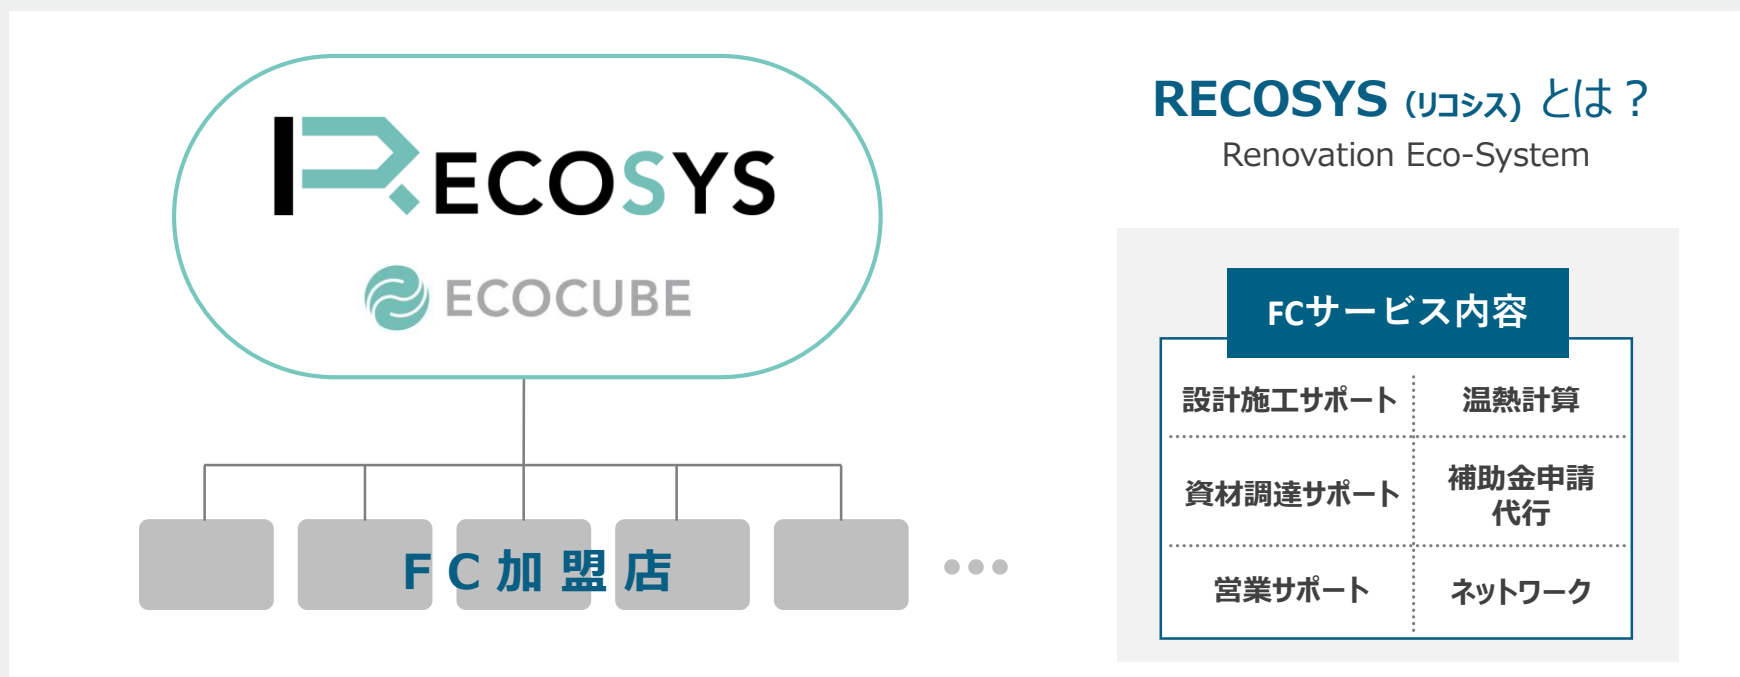 RECOSYS
ECOCUBE
FC加盟店
RECOSYS（リコシス）とは？
Renovation Eco-System
FCサービス内容
設計施工サポート
温熱計算
資材調達サポート
補助金申請
代行
営業サポート
ネットワーク